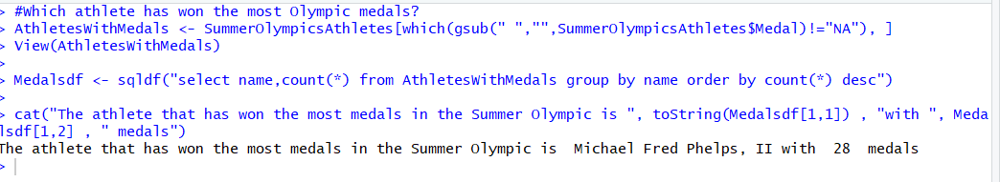 > #Which athlete has won the most Olympic medals?
> AthletesWithMedals <- SummerOlympicsAthletes[which(gsub(" ","",SummerOlympicsAthletes$Medal)!="NA"), ]
> View(AthletesWithMedals)
>
> Medalsdf <- sqldf("select name,count(*) from AthletesWithMedals group by name order by count(*) desc")
>
> cat("The athlete that has won the most medals in the Summer Olympic is ", toString(Medalsdf[1,1]) , "with ", Meda
lsdf[1,2] , " medals")
The athlete that has won the most medals in the Summer Olympic is  Michael Fred Phelps, II with  28  medals
>